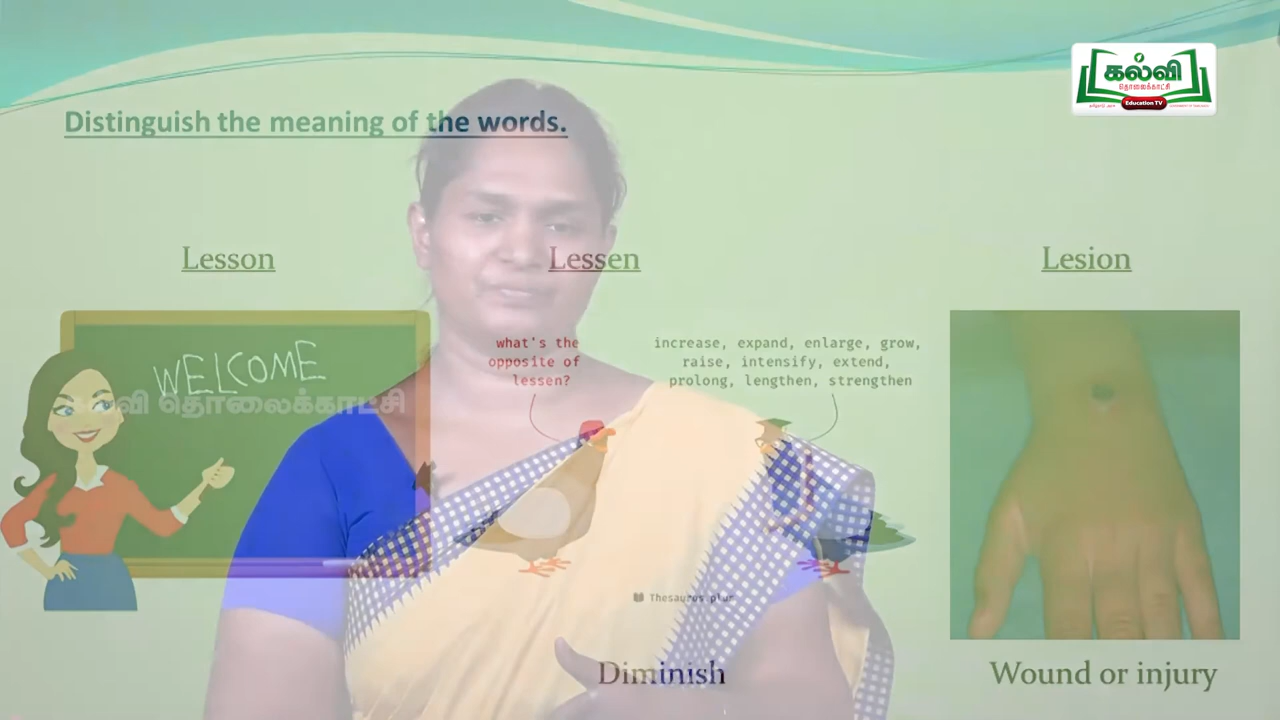 கல்வி
தொலைக்காட்சி
Education TV
Distinguish the meaning of the words.
Lesson
Lessen
Lesion
WELCOME
வி தொலைக்காட்சி
what's the
opposite of
lessen?
increase, expand, enlarge, grow,
raise, intensify, extend,
prolong, lengthen, strengthen
Thesaurus.plus
Diminish
Wound or injury